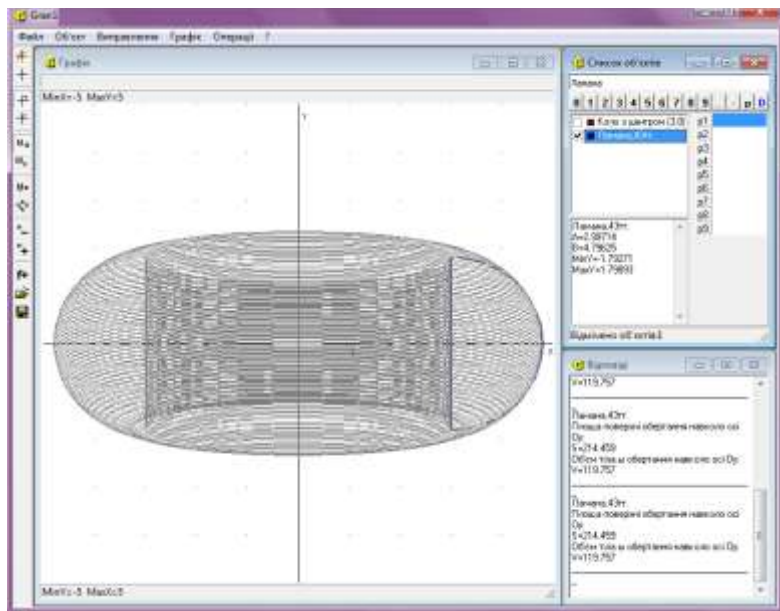 Gran1
Файл Об'єкт Виправлення Графік Операції ?
Графік
MinX=-5 MaxY=5
Y
X
MinY=-5 MaxX=5
Список об'єктів
Ламана
0 1 2 3 4 5 6 7 8 9 . - p D
Коло з центром (3.0)
Ламана,43тт.
p1:
p2:
p3:
p4:
p5:
p6:
p7:
p8:
p9:
Ламана,43тт.
A=2.98714
B=4.79625
MinY=-1.79271
MaxY=1.79893
Відмічено об'єктів:1
Відповіді
V=119.757
Ламана,43тт.
Площа поверхні обертання навколо осі
Oy
S=214.459
Об'єм тіла обертання навколо осі Oy
V=119.757
Ламана,43тт.
Площа поверхні обертання навколо осі
Oy
S=214.459
Об'єм тіла обертання навколо осі Oy
V=119.757